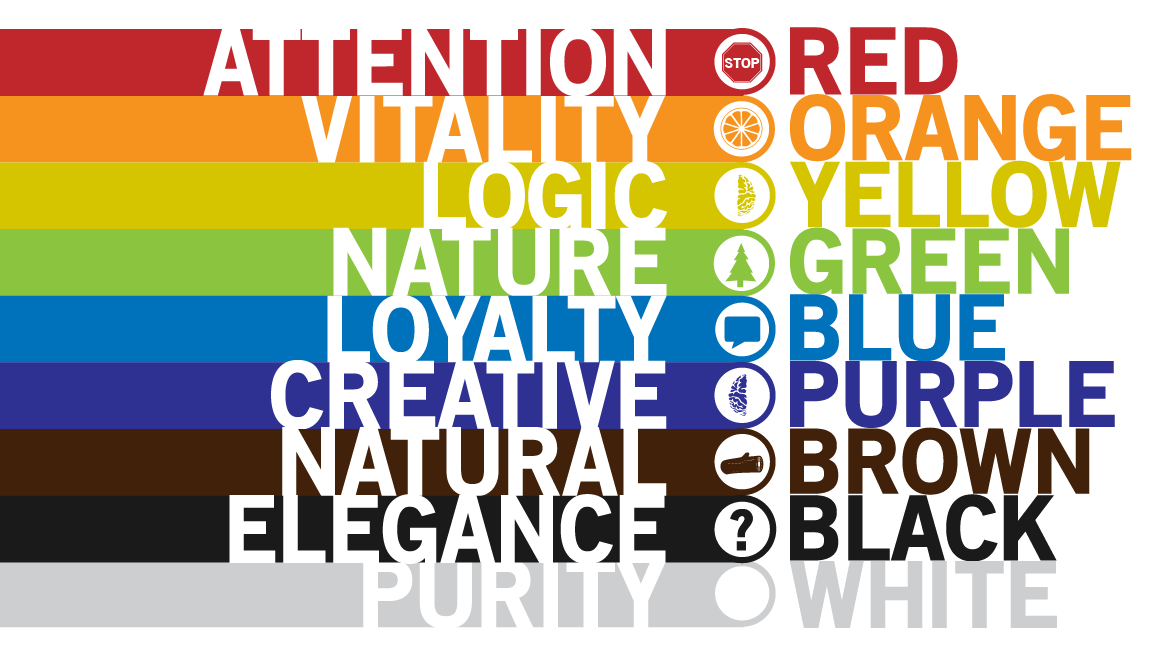 ATTENTION STOP RED
VITALITY ORANGE
LOGIC YELLOW
NATURE GREEN
LOYALTY BLUE
CREATIVE PURPLE
NATURAL BROWN
ELEGANCE ? BLACK
PURITY WHITE